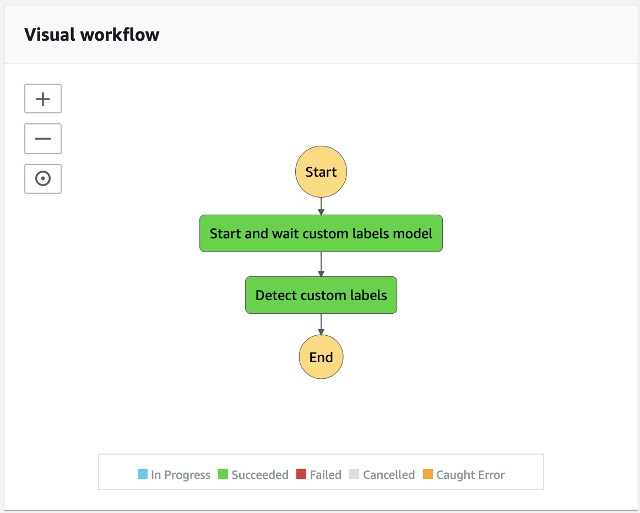 Visual workflow
Start
Start and wait custom labels model
Detect custom labels
End
In Progress Succeeded Failed Cancelled Caught Error